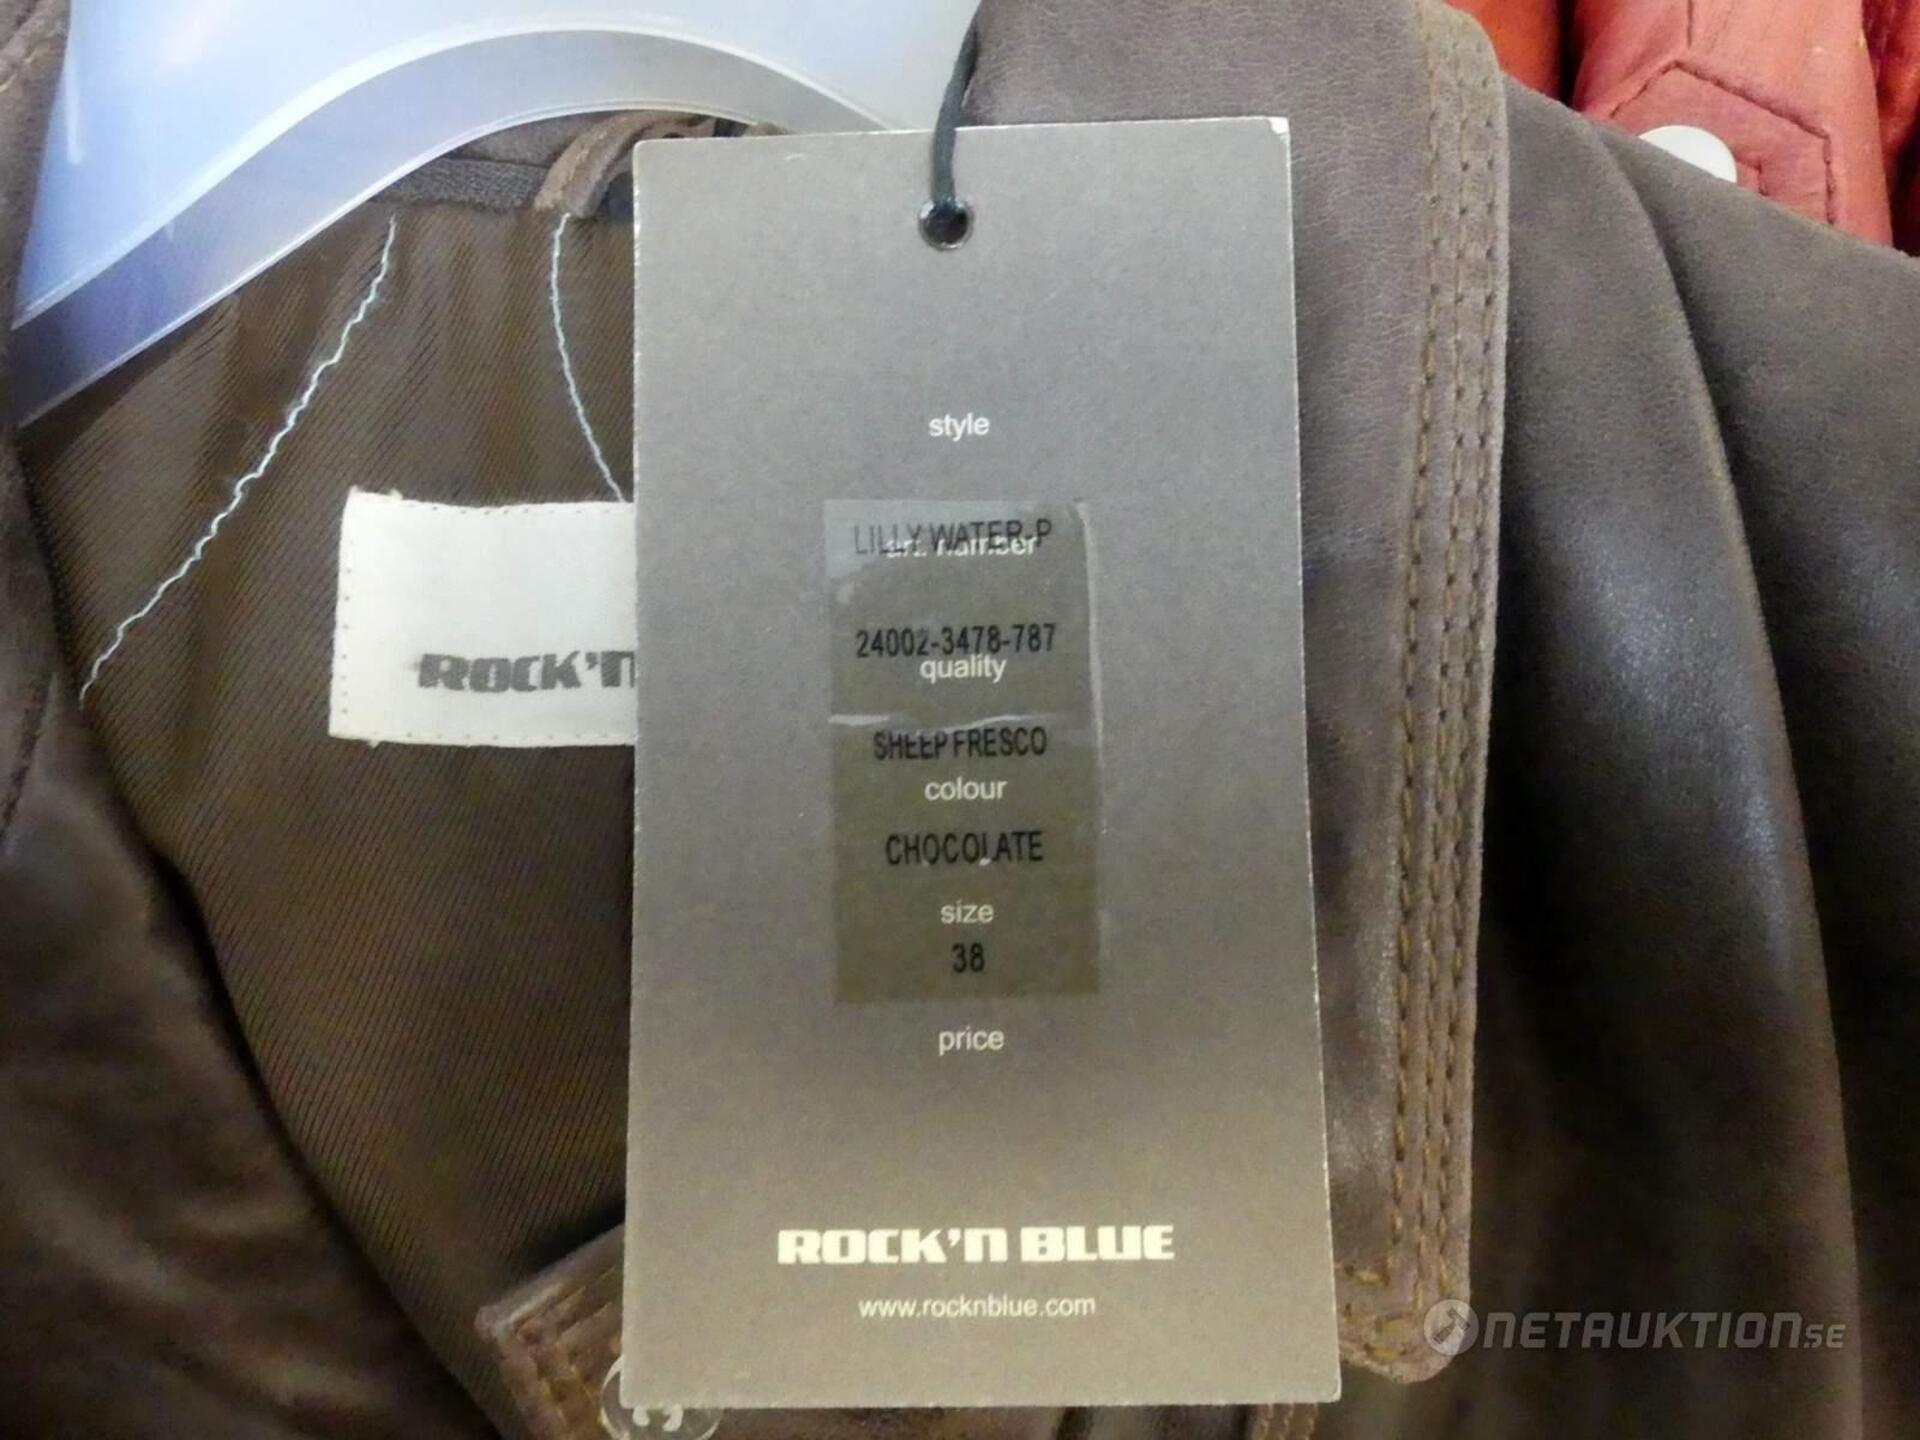 style
LILLY WATER-P
art. number
24002-3478-787
quality
SHEEP FRESCO
colour
CHOCOLATE
size
38
price
ROCK'N BLUE
www.rocknblue.com
ROCK'N
NETAUKTION.SE